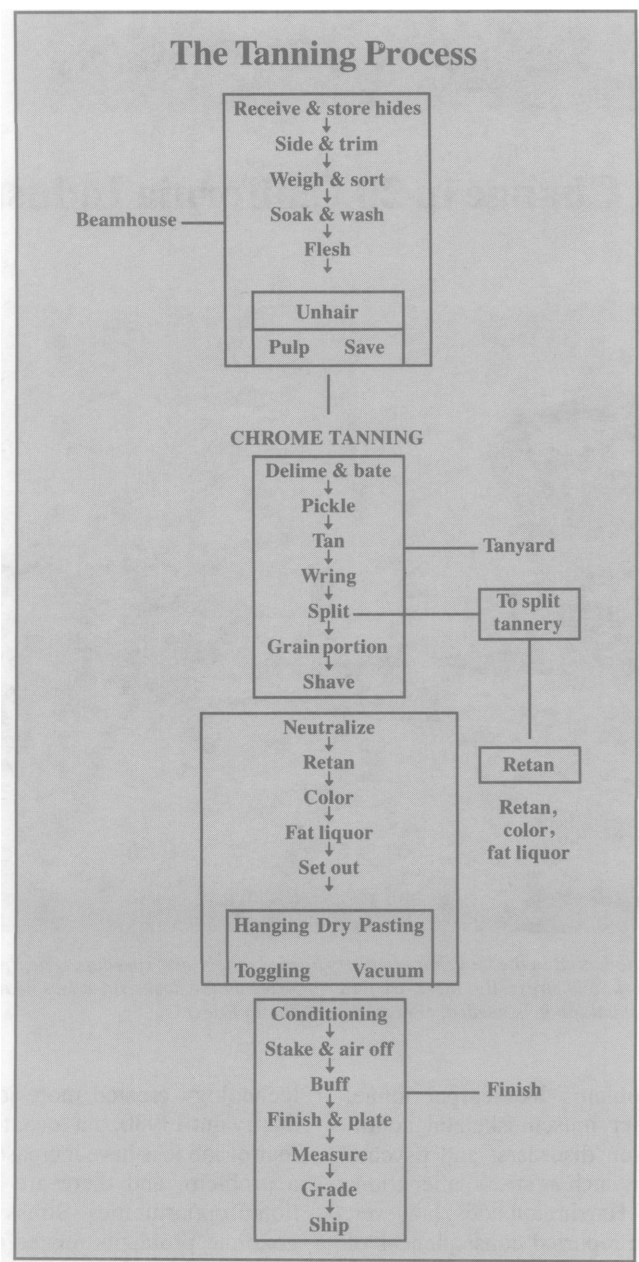 The Tanning Process
Receive & store hides
Side & trim
Weigh & sort
Beamhouse
Soak & wash
Flesh
Unhair
Pulp Save
CHROME TANNING
Delime & bate
Pickle
Tan
Tanyard
Wring
Split
To split
tannery
Grain portion
Shave
Neutralize
Retan
Color
Fat liquor
Set out
Retan
Retan,
color,
fat liquor
Hanging Dry Pasting
Toggling Vacuum
Conditioning
Stake & air off
Buff
Finish
Finish & plate
Measure
Grade
Ship